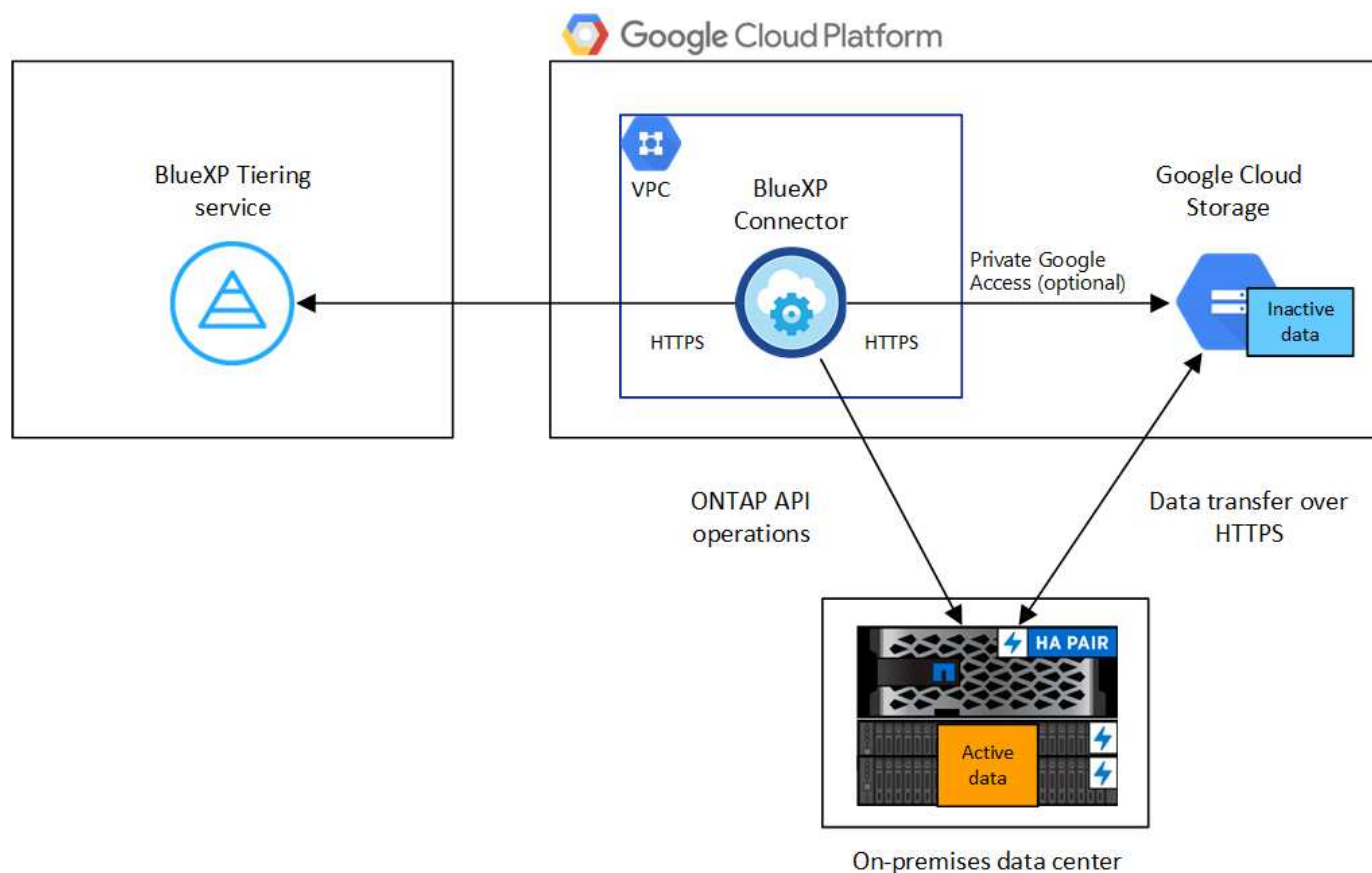 Google Cloud Platform
BlueXP Tiering
service
VPC
BlueXP
Connector
Google Cloud
Storage
Private Google
Access (optional)
HTTPS
HTTPS
Inactive
data
ONTAP API
operations
Data transfer over
HTTPS
HA PAIR
Active
data
On-premises data center